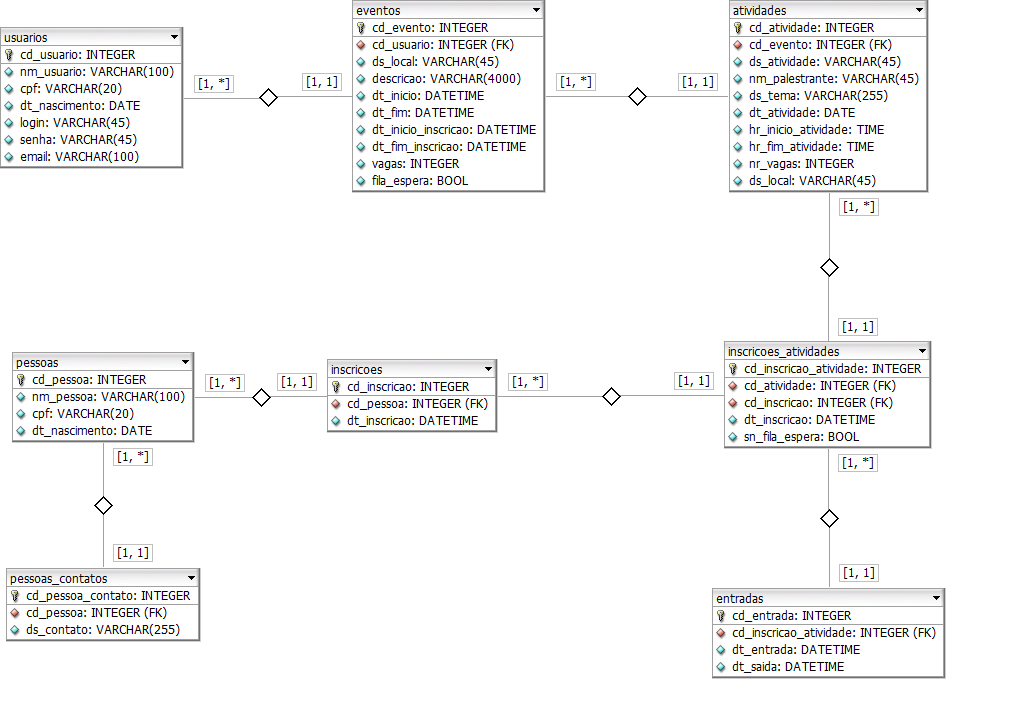 usuarios
cd_usuario: INTEGER
nm_usuario: VARCHAR(100)
cpf: VARCHAR(20)
dt_nascimento: DATE
login: VARCHAR(45)
senha: VARCHAR(45)
email: VARCHAR(100)
[1, *]
[1, 1]
eventos
cd_evento: INTEGER
cd_usuario: INTEGER (FK)
ds_local: VARCHAR(45)
descricao: VARCHAR(4000)
dt_inicio: DATETIME
dt_fim: DATETIME
dt_inicio_inscricao: DATETIME
dt_fim_inscricao: DATETIME
vagas: INTEGER
fila_espera: BOOL
[1, *]
[1, 1]
atividades
cd_atividade: INTEGER
cd_evento: INTEGER (FK)
ds_atividade: VARCHAR(45)
nm_palestrante: VARCHAR(45)
ds_tema: VARCHAR(255)
dt_atividade: DATE
hr_inicio_atividade: TIME
hr_fim_atividade: TIME
nr_vagas: INTEGER
ds_local: VARCHAR(45)
[1, *]
[1, 1]
pessoas
cd_pessoa: INTEGER
nm_pessoa: VARCHAR(100)
cpf: VARCHAR(20)
dt_nascimento: DATE
[1, *]
[1, 1]
inscricoes
cd_inscricao: INTEGER
cd_pessoa: INTEGER (FK)
dt_inscricao: DATETIME
[1, *]
[1, 1]
inscricoes_atividades
cd_inscricao_atividade: INTEGER
cd_atividade: INTEGER (FK)
cd_inscricao: INTEGER (FK)
dt_inscricao: DATETIME
sn_fila_espera: BOOL
[1, *]
[1, 1]
pessoas_contatos
cd_pessoa_contato: INTEGER
cd_pessoa: INTEGER (FK)
ds_contato: VARCHAR(255)
[1, *]
[1, 1]
entradas
cd_entrada: INTEGER
cd_inscricao_atividade: INTEGER (FK)
dt_entrada: DATETIME
dt_saida: DATETIME